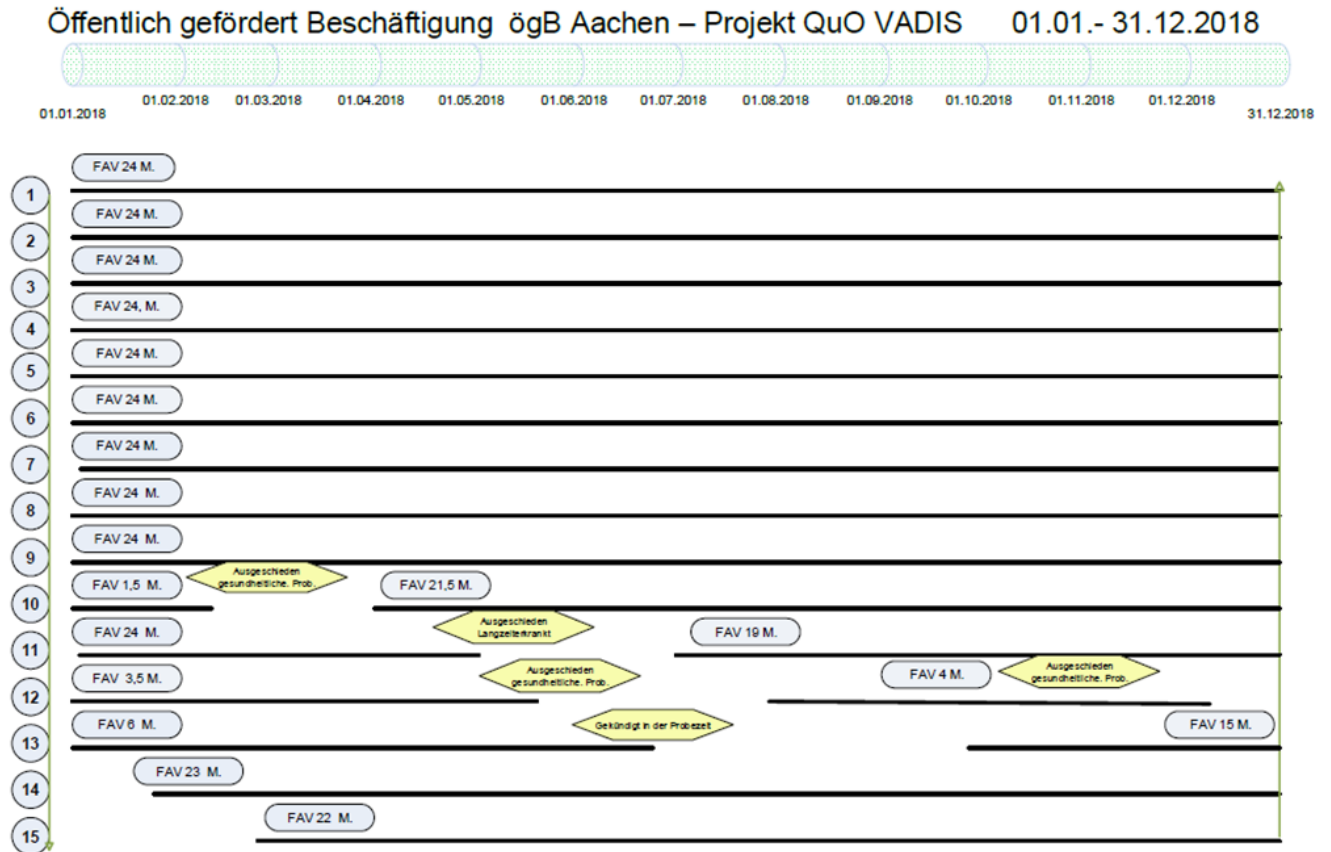 Öffentlich gefördert Beschäftigung ögB Aachen – Projekt QuO VADIS 01.01.- 31.12.2018
01.01.2018 01.02.2018 01.03.2018 01.04.2018 01.05.2018 01.06.2018 01.07.2018 01.08.2018 01.09.2018 01.10.2018 01.11.2018 01.12.2018 31.12.2018
FAV 24 M.
1
FAV 24 M.
2
FAV 24 M.
3
FAV 24, M.
4
FAV 24 M.
5
FAV 24 M.
6
FAV 24 M.
7
FAV 24 M.
8
FAV 24 M.
9
FAV 1,5 M.
Ausgeschieden
gesundheitliche. Prob.
FAV 21,5 M.
10
FAV 24 M.
Ausgeschieden
Langzeiterkrankt
FAV 19 M.
11
FAV 3,5 M.
Ausgeschieden
gesundheitliche. Prob.
FAV 4 M.
Ausgeschieden
gesundheitliche. Prob.
12
FAV 6 M.
Gekündigt in der Probezeit
FAV 15 M.
13
FAV 23 M.
14
FAV 22 M.
15